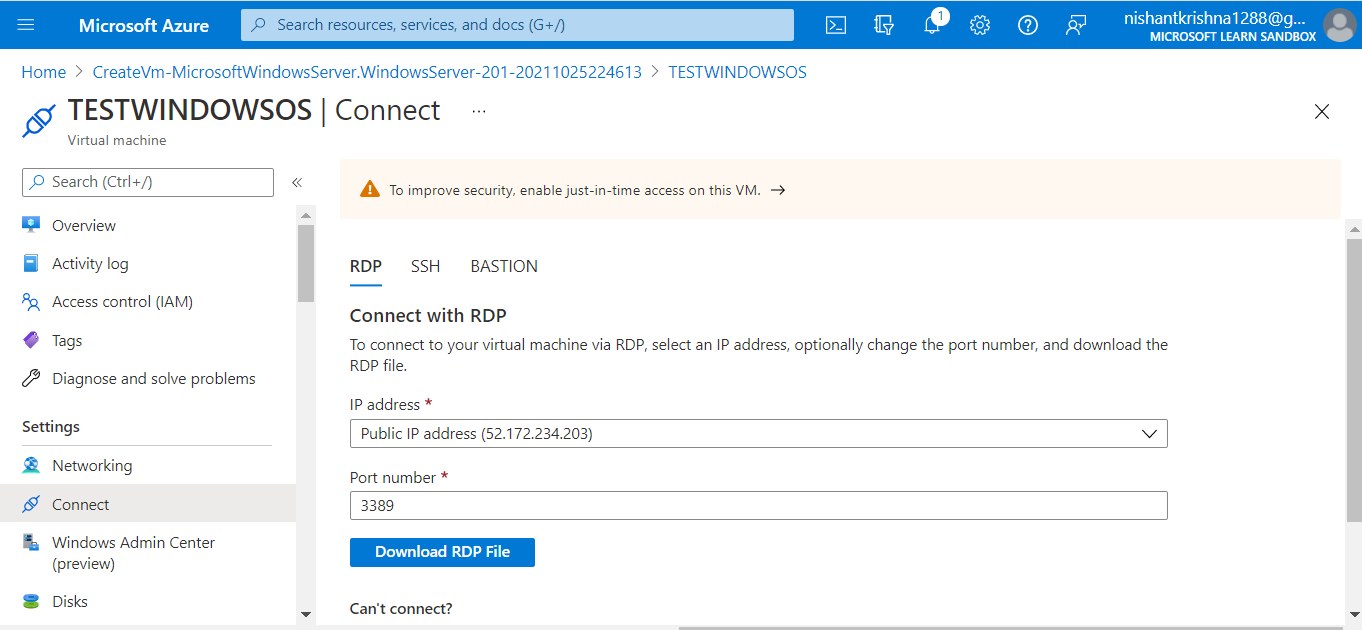 Microsoft Azure
Search resources, services, and docs (G+/)
1
nishantkrishna1288@g...
MICROSOFT LEARN SANDBOX
Home > CreateVm-MicrosoftWindowsServer.WindowsServer-201-20211025224613 > TESTWINDOWSOS
TESTWINDOWSOS | Connect ...
Virtual machine
Search (Ctrl+/)
«
Overview
Activity log
Access control (IAM)
Tags
Diagnose and solve problems
Settings
Networking
Connect
Windows Admin Center
(preview)
Disks
To improve security, enable just-in-time access on this VM. →
RDP SSH BASTION
Connect with RDP
To connect to your virtual machine via RDP, select an IP address, optionally change the port number, and download the
RDP file.
IP address *
Public IP address (52.172.234.203)
Port number *
3389
Download RDP File
Can't connect?